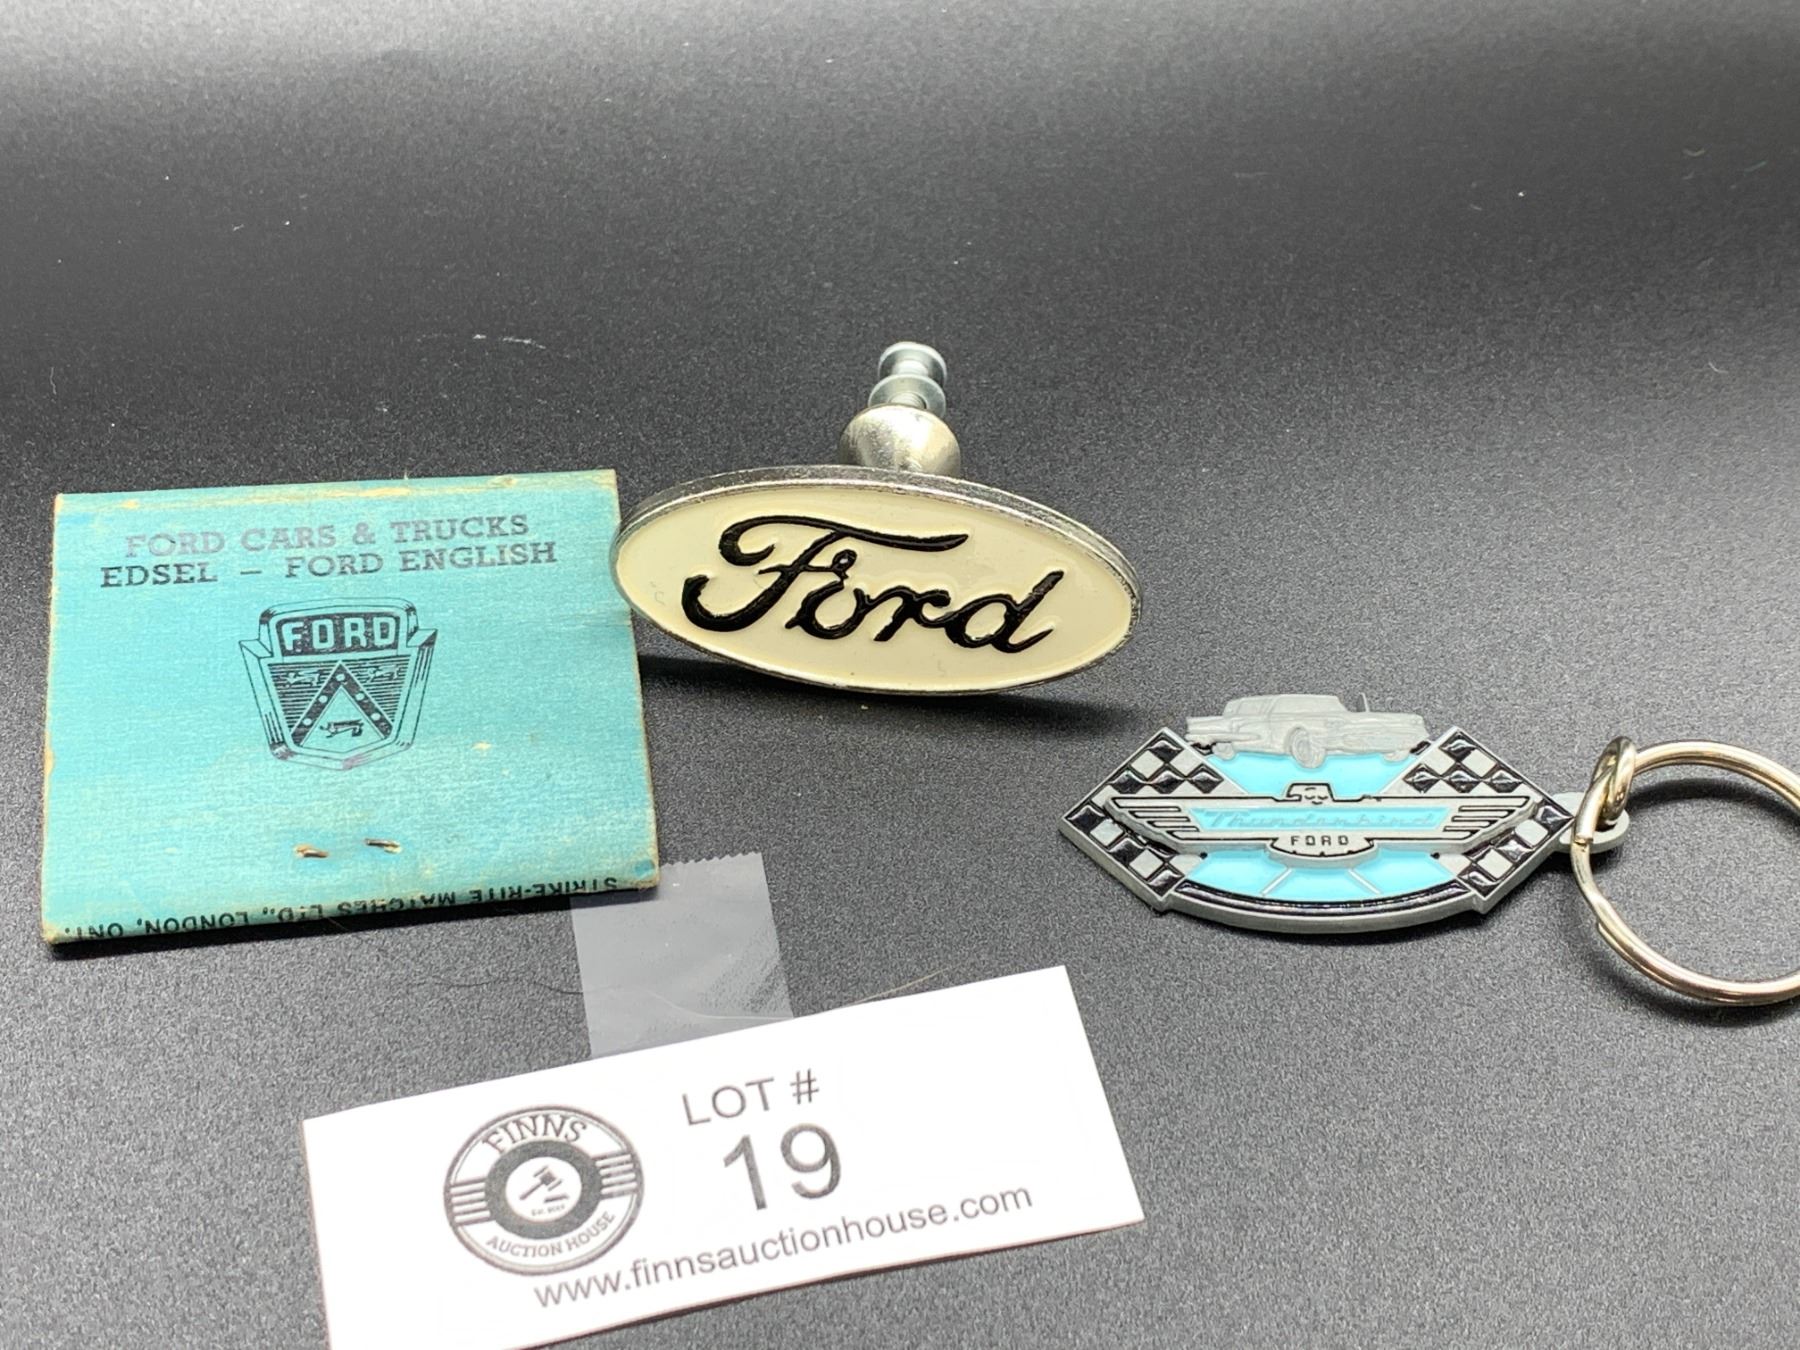 FORD CARS & TRUCKS
EDSEL – FORD ENGLISH
FORD
STRIKE-RITE MATCHES LTD., LONDON, ONT.
Ford
Thunderbird
FORD
LOT #
19
FINNS
AUCTION HOUSE
www.finnsauctionhouse.com